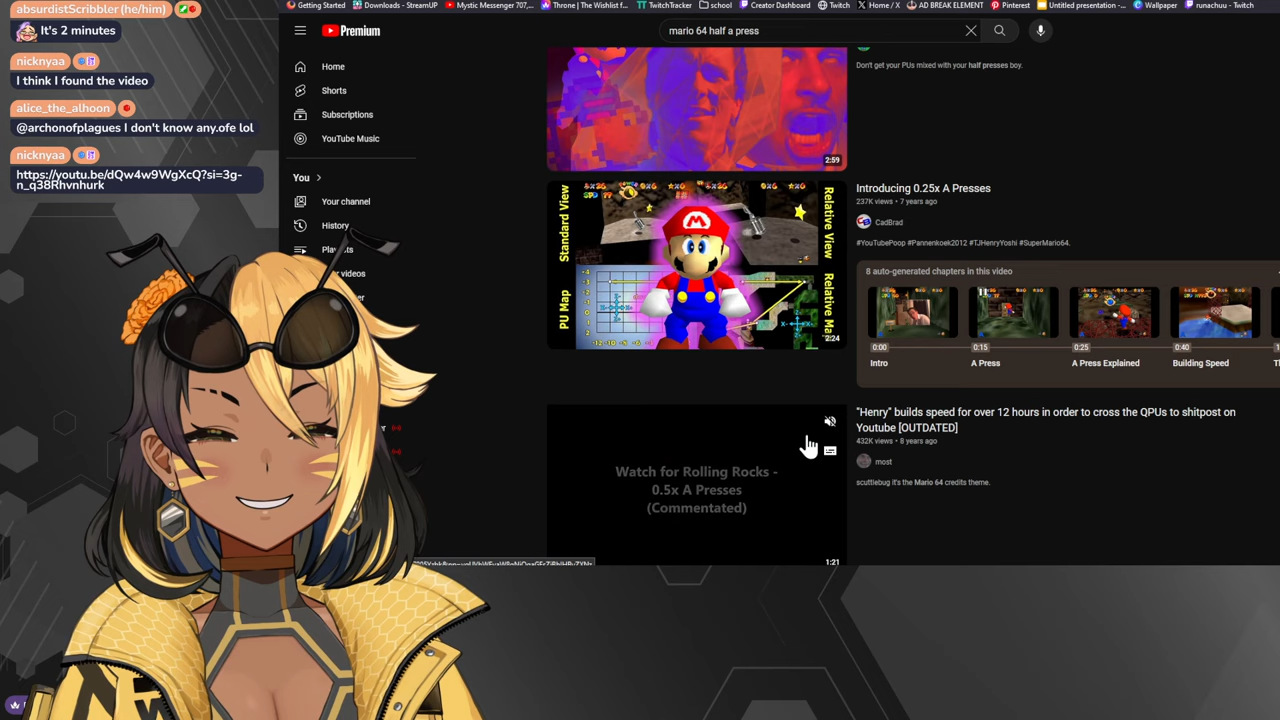 absurdistScribbler (he/him)
It's 2 minutes
nicknyaa
I think I found the video
alice_the_alhoon
@archonofplagues I don't know any.ofe lol
nicknyaa
https://youtu.be/dQw4w9WgXcQ?si=3g-
n_q38Rhvnhurk
Getting Started
Downloads - StreamUP
Mystic Messenger 707,...
Throne | The Wishlist f...
TwitchTracker
school
Creator Dashboard
Twitch
Home / X
AD BREAK ELEMENT
Pinterest
Untitled presentation -...
Wallpaper
runachuu - Twitch
Premium
mario 64 half a press
Home
Shorts
Subscriptions
YouTube Music
You
Your channel
History
Playlists
videos
Don't get your PUs mixed with your half presses boy.
2:59
Standard View
PU Map
Relative View
Relative Ma
2:24
Introducing 0.25x A Presses
237K views • 7 years ago
CadBrad
#YouTubePoop #Pannenkoek2012 #TJHenryYoshi #SuperMario64.
8 auto-generated chapters in this video
0:00
0:15
0:25
0:40
Intro
A Press
A Press Explained
Building Speed
Watch for Rolling Rocks -
0.5x A Presses
(Commentated)
1:21
"Henry" builds speed for over 12 hours in order to cross the QPUs to shitpost on
Youtube [OUTDATED]
432K views • 8 years ago
most
scuttlebug it's the Mario 64 credits theme.